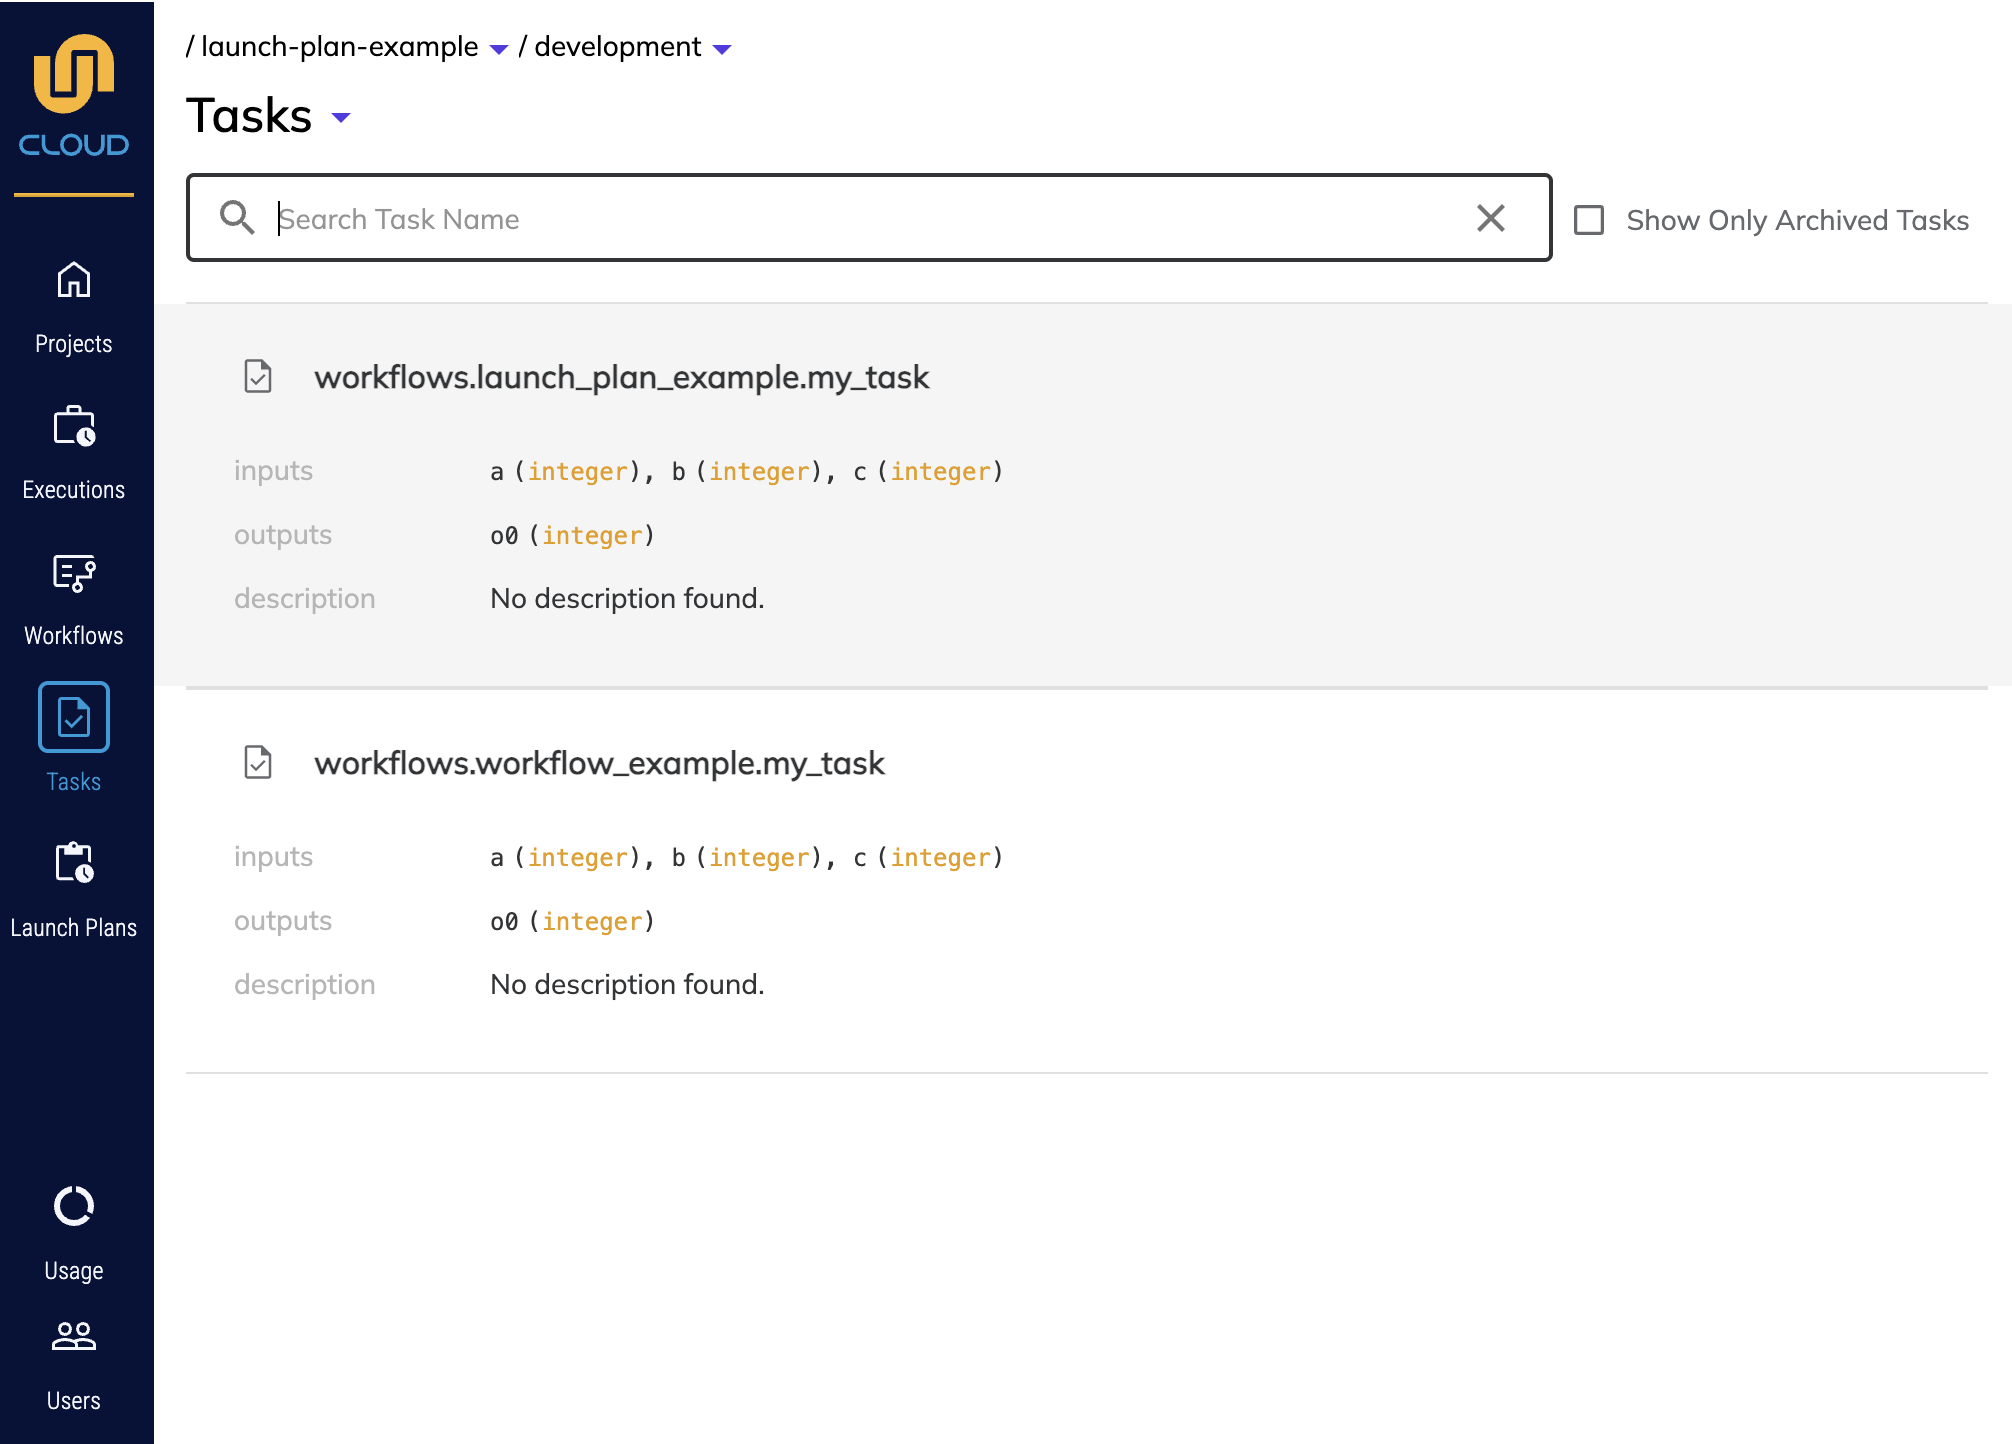 CLOUD
Projects
Executions
Workflows
Tasks
Launch Plans
Usage
Users
/ launch-plan-example / development
Tasks
Search Task Name
Show Only Archived Tasks
workflows.launch_plan_example.my_task
inputs a (integer), b (integer), c (integer)
outputs o0 (integer)
description No description found.
workflows.workflow_example.my_task
inputs a (integer), b (integer), c (integer)
outputs o0 (integer)
description No description found.